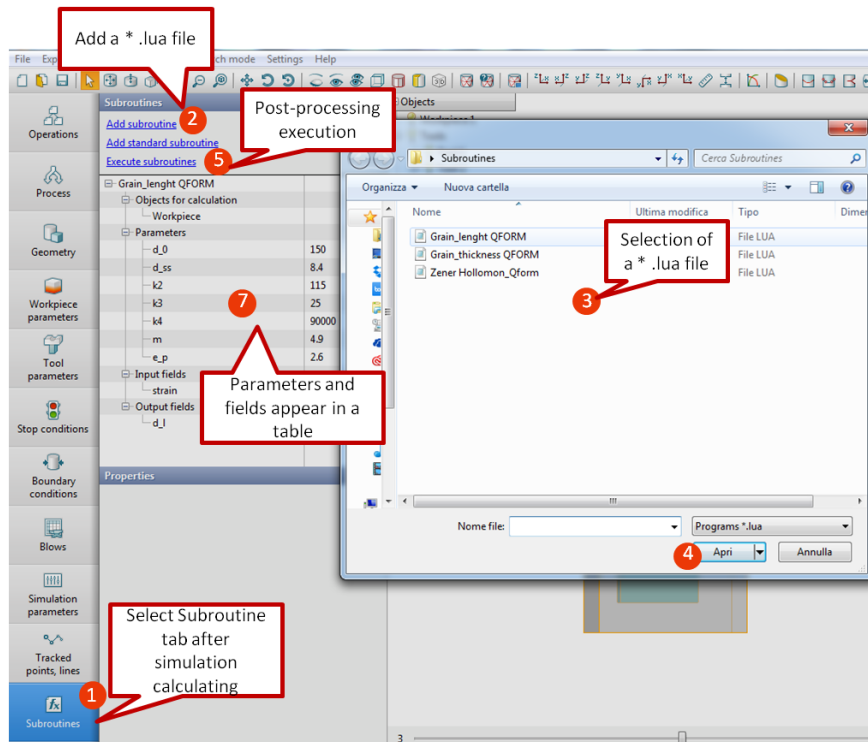 Add a * .lua file
File Exp ch mode Settings Help
Subroutines
2
Add subroutine
Add standard subroutine
Execute subroutines
5
Post-processing
execution
Objects
Workpiece 1
Operations
Process
Geometry
Workpiece
parameters
Tool
parameters
Stop conditions
Boundary
conditions
Blows
Simulation
parameters
Tracked
points, lines
Subroutines
1
Grain_lenght QFORM
Objects for calculation
Workpiece
Parameters
d_0 150
d_ss 8.4
k2 115
k3 25
k4 90000
m 4.9
e_p 2.6
Input fields
strain
Output fields
d_l
7
Parameters and
fields appear in a
table
Properties
Select Subroutine
tab after
simulation
calculating
Subroutines
Cerca Subroutines
Organizza Nuova cartella
Nome Ultima modifica Tipo Dimer
Grain_lenght QFORM File LUA
Grain_thickness QFORM File LUA
Zener Hollomon_Qform File LUA
Selection of
a * .lua file
3
Nome file: Programs *.lua
4
Apri Annulla
3